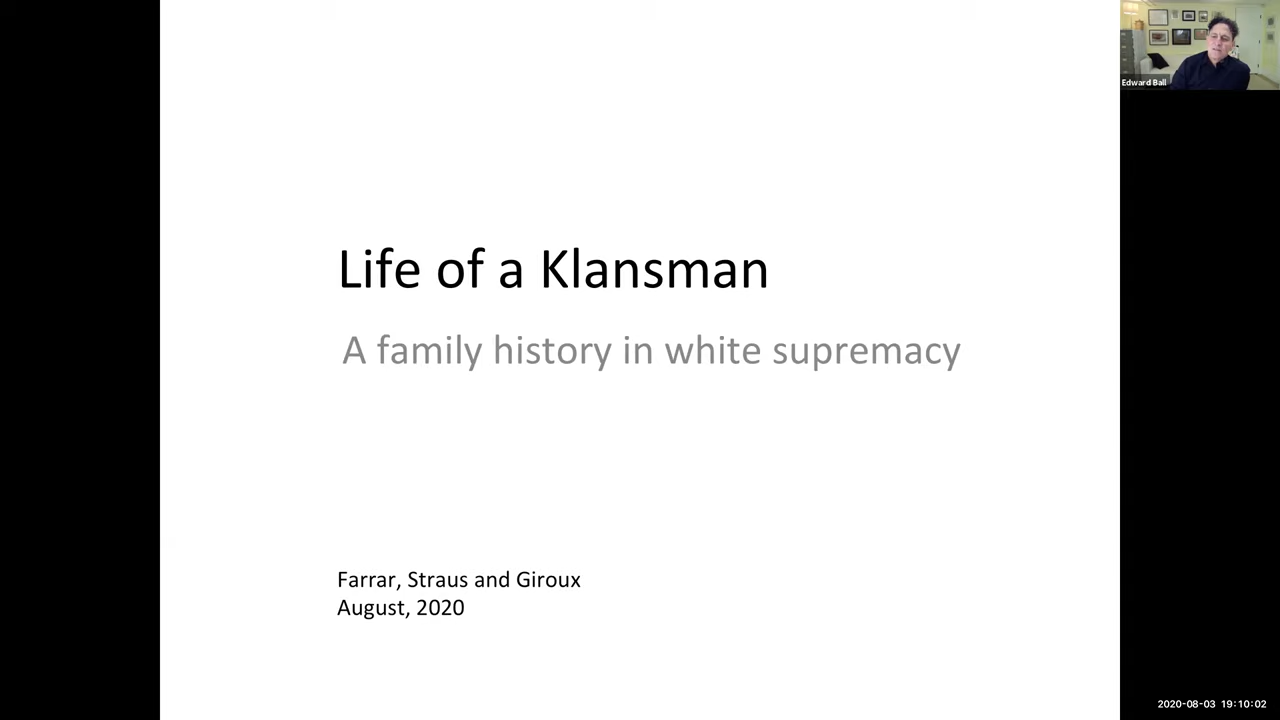 Edward Ball
Life of a Klansman
A family history in white supremacy
Farrar, Straus and Giroux
August, 2020
2020-08-03 19:10:02